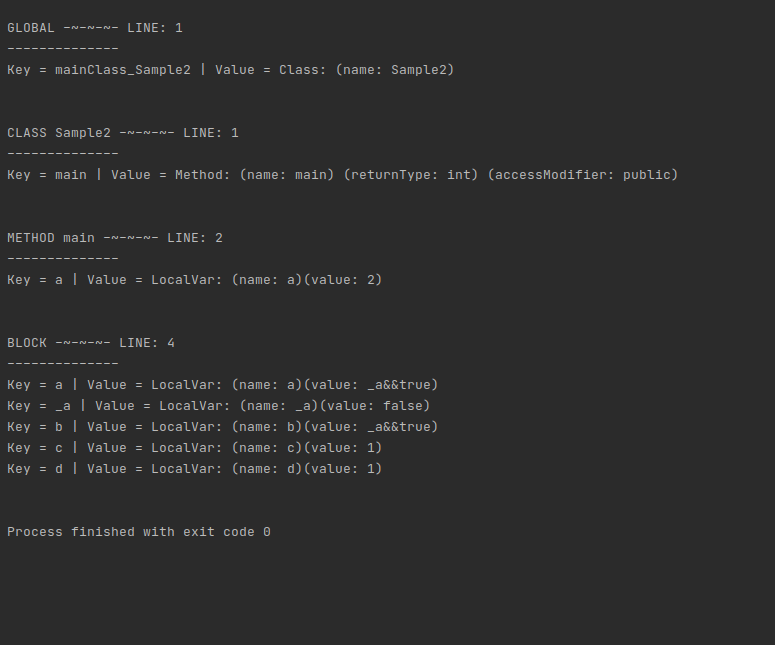 GLOBAL -~-~-~- LINE: 1
--------------
Key = mainClass_Sample2 | Value = Class: (name: Sample2)
CLASS Sample2 -~-~-~- LINE: 1
--------------
Key = main | Value = Method: (name: main) (returnType: int) (accessModifier: public)
METHOD main -~-~-~- LINE: 2
--------------
Key = a | Value = LocalVar: (name: a)(value: 2)
BLOCK -~-~-~- LINE: 4
--------------
Key = a | Value = LocalVar: (name: a)(value: _a&&true)
Key = _a | Value = LocalVar: (name: _a)(value: false)
Key = b | Value = LocalVar: (name: b)(value: _a&&true)
Key = c | Value = LocalVar: (name: c)(value: 1)
Key = d | Value = LocalVar: (name: d)(value: 1)
Process finished with exit code 0